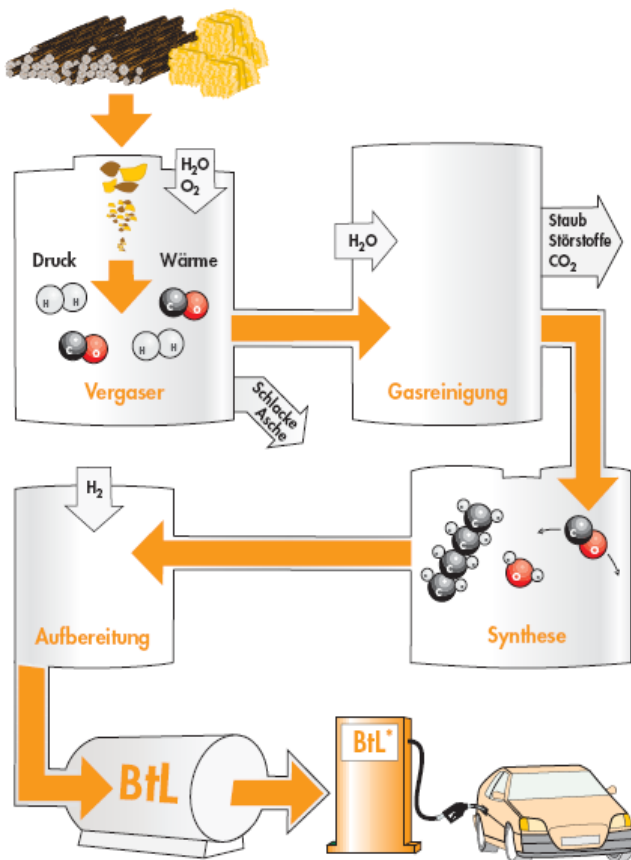 H₂O
O₂
Druck
Wärme
H H
C O
C O
H H
Vergaser
Schlacke
Asche
H₂O
Staub
Störstoffe
CO₂
Gasreinigung
H₂
Aufbereitung
C
C
C
C
O
C
O
Synthese
BtL
BtL*